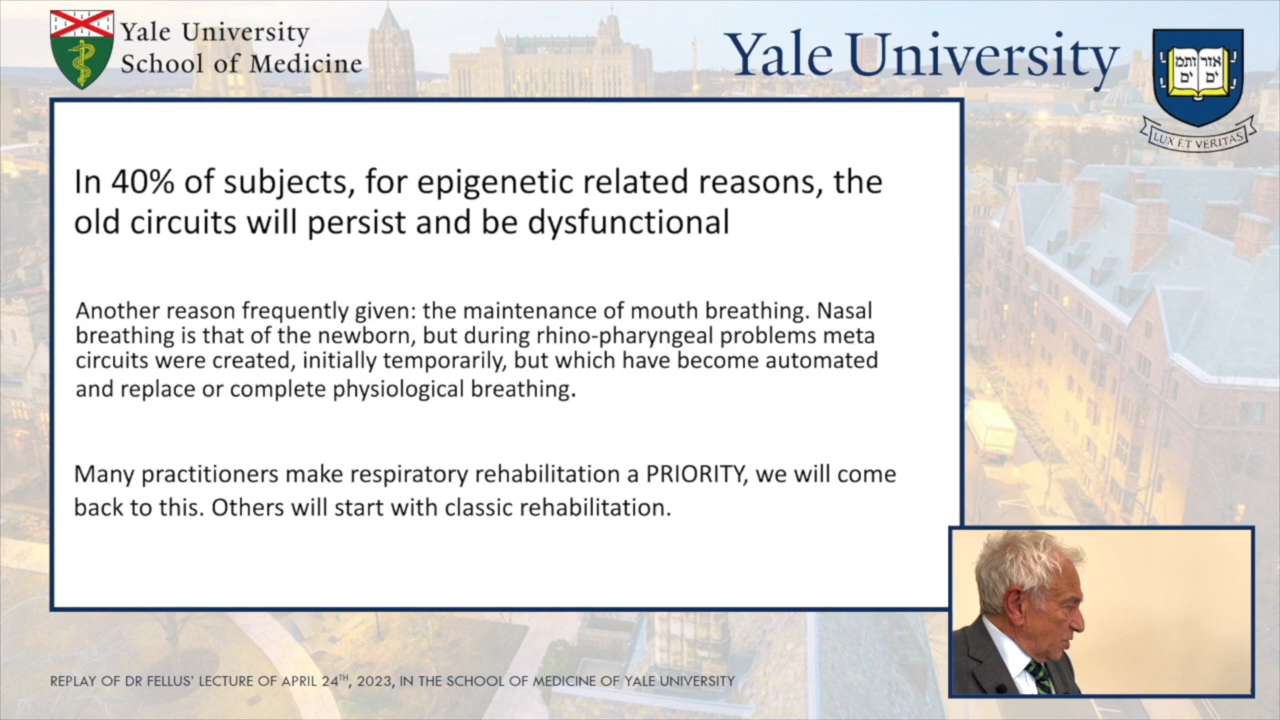 Yale University
School of Medicine
Yale University
אורים
ותמים
LUX ET VERITAS
In 40% of subjects, for epigenetic related reasons, the
old circuits will persist and be dysfunctional
Another reason frequently given: the maintenance of mouth breathing. Nasal
breathing is that of the newborn, but during rhino-pharyngeal problems meta
circuits were created, initially temporarily, but which have become automated
and replace or complete physiological breathing.
Many practitioners make respiratory rehabilitation a PRIORITY, we will come
back to this. Others will start with classic rehabilitation.
REPLAY OF DR FELLUS' LECTURE OF APRIL 24TH, 2023, IN THE SCHOOL OF MEDICINE OF YALE UNIVERSITY